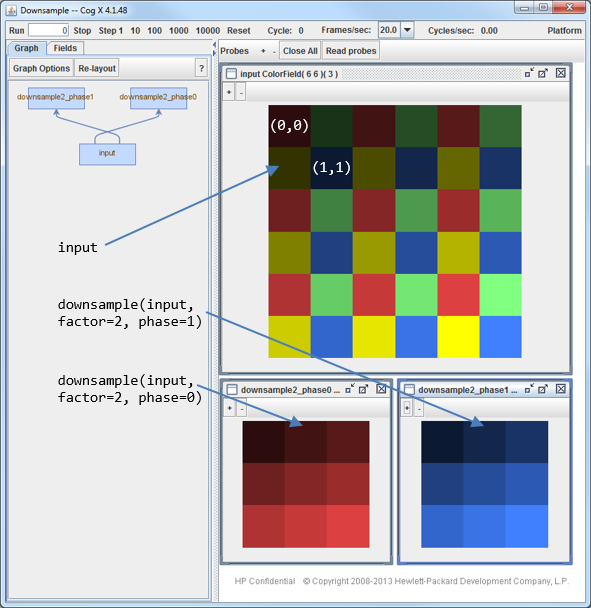 Downsample -- Cog X 4.1.48
Run 0 Stop Step 1 10 100 1000 10000 Reset Cycle: 0 Frames/sec: 20.0 Cycles/sec: 0.00 Platform
Graph Fields
Graph Options Re-layout ?
downsample2_phase1 downsample2_phase0
input
Probes + - Close All Read probes
input ColorField( 6 6 )( 3 )
+ -
(0,0)
(1,1)
input
downsample(input,
factor=2, phase=1)
downsample(input,
factor=2, phase=0)
downsample2_phase0 ...
+ -
downsample2_phase1 ...
+ -
HP Confidential © Copyright 2008-2013 Hewlett-Packard Development Company, L.P.